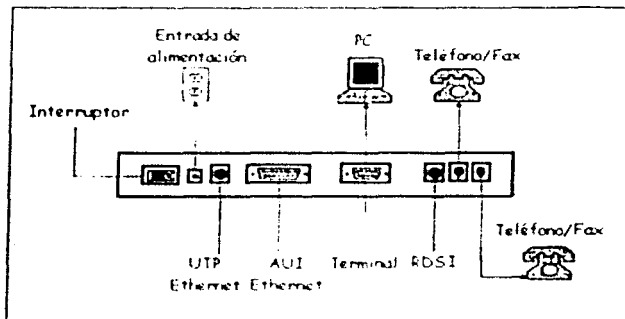 Entrada de
alimentación
PC
Teléfono/Fax
Interruptor
Teléfono/Fax
UTP AUI Terminal RDSI
Ethernet Ethernet